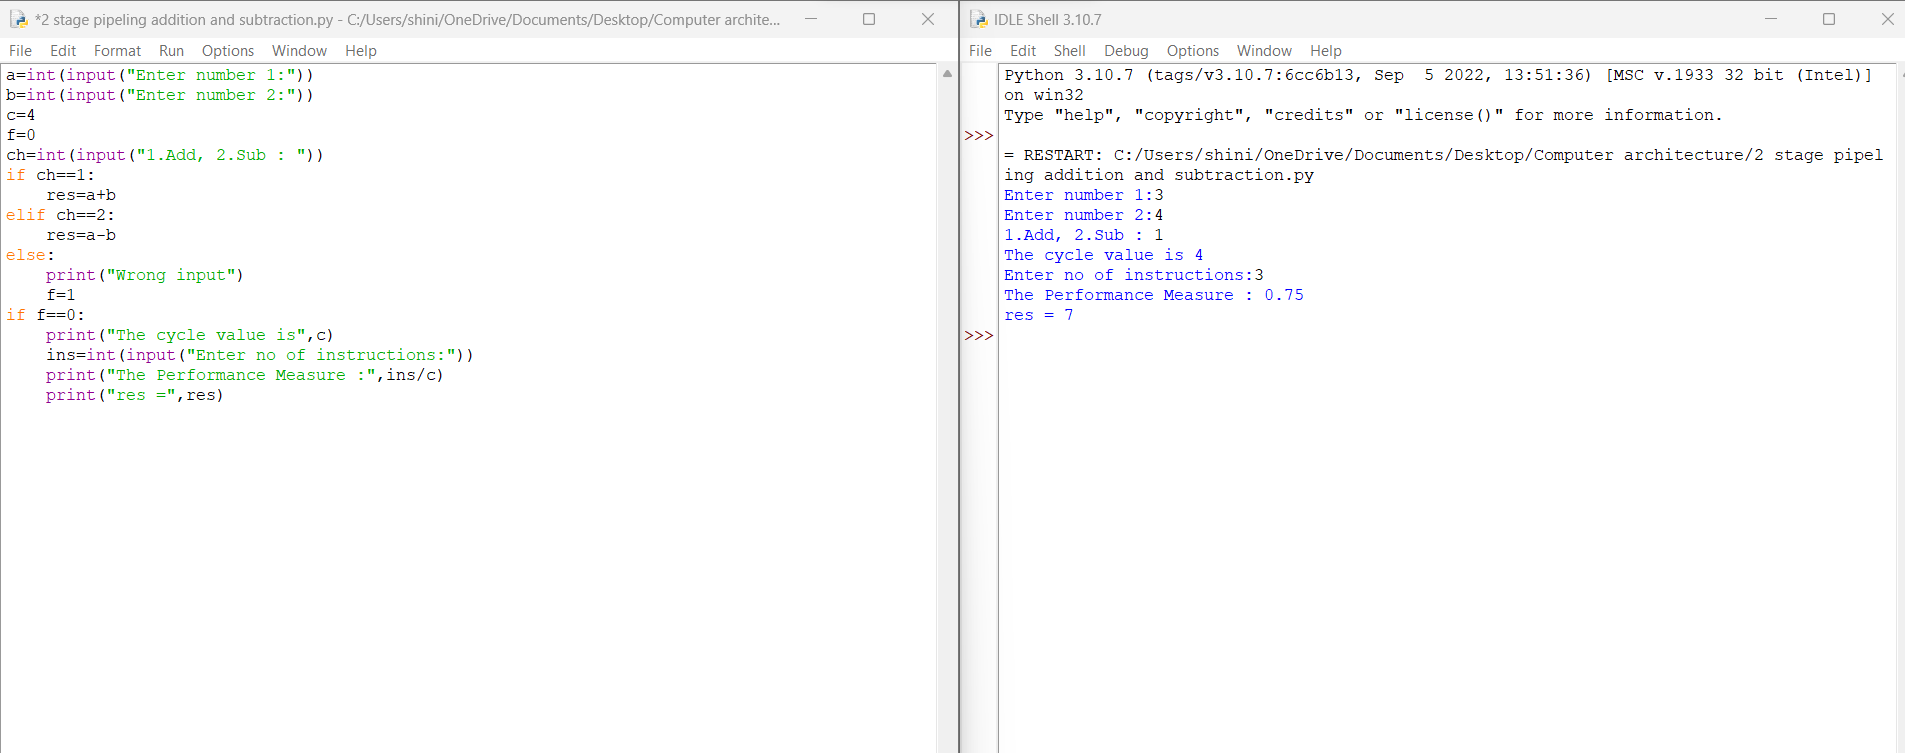 *2 stage pipeling addition and subtraction.py - C:/Users/shini/OneDrive/Documents/Desktop/Computer archite...
File Edit Format Run Options Window Help
a=int(input("Enter number 1:"))
b=int(input("Enter number 2:"))
c=4
f=0
ch=int(input("1.Add, 2.Sub : "))
if ch==1:
    res=a+b
elif ch==2:
    res=a-b
else:
    print("Wrong input")
    f=1
if f==0:
    print("The cycle value is",c)
    ins=int(input("Enter no of instructions:"))
    print("The Performance Measure :",ins/c)
    print("res =",res)
IDLE Shell 3.10.7
File Edit Shell Debug Options Window Help
Python 3.10.7 (tags/v3.10.7:6cc6b13, Sep  5 2022, 13:51:36) [MSC v.1933 32 bit (Intel)]
on win32
Type "help", "copyright", "credits" or "license()" for more information.
>>>
= RESTART: C:/Users/shini/OneDrive/Documents/Desktop/Computer architecture/2 stage pipel
ing addition and subtraction.py
Enter number 1:3
Enter number 2:4
1.Add, 2.Sub : 1
The cycle value is 4
Enter no of instructions:3
The Performance Measure : 0.75
res = 7
>>>